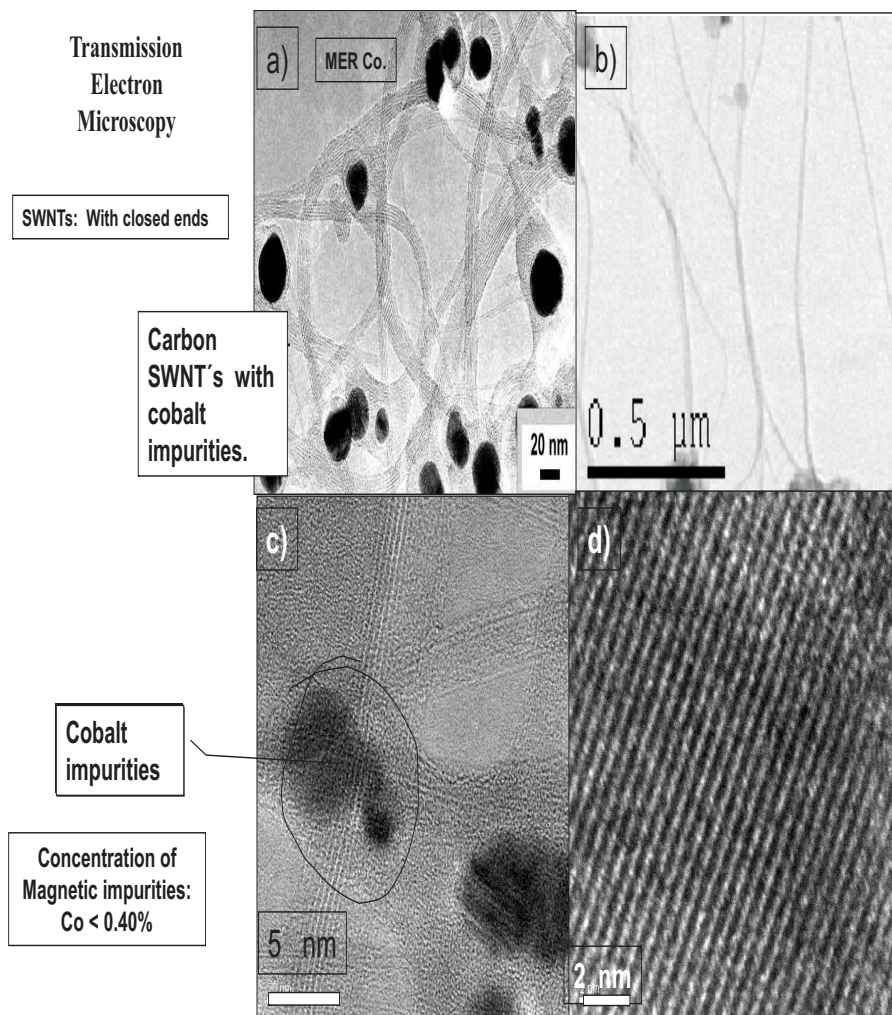 Transmission
Electron
Microscopy
SWNTs: With closed ends
Carbon
SWNT´s with
cobalt
impurities.
a)
MER Co.
20 nm
b)
0.5 µm
c)
Cobalt
impurities
Concentration of
Magnetic impurities:
Co < 0.40%
5 nm
d)
2 nm